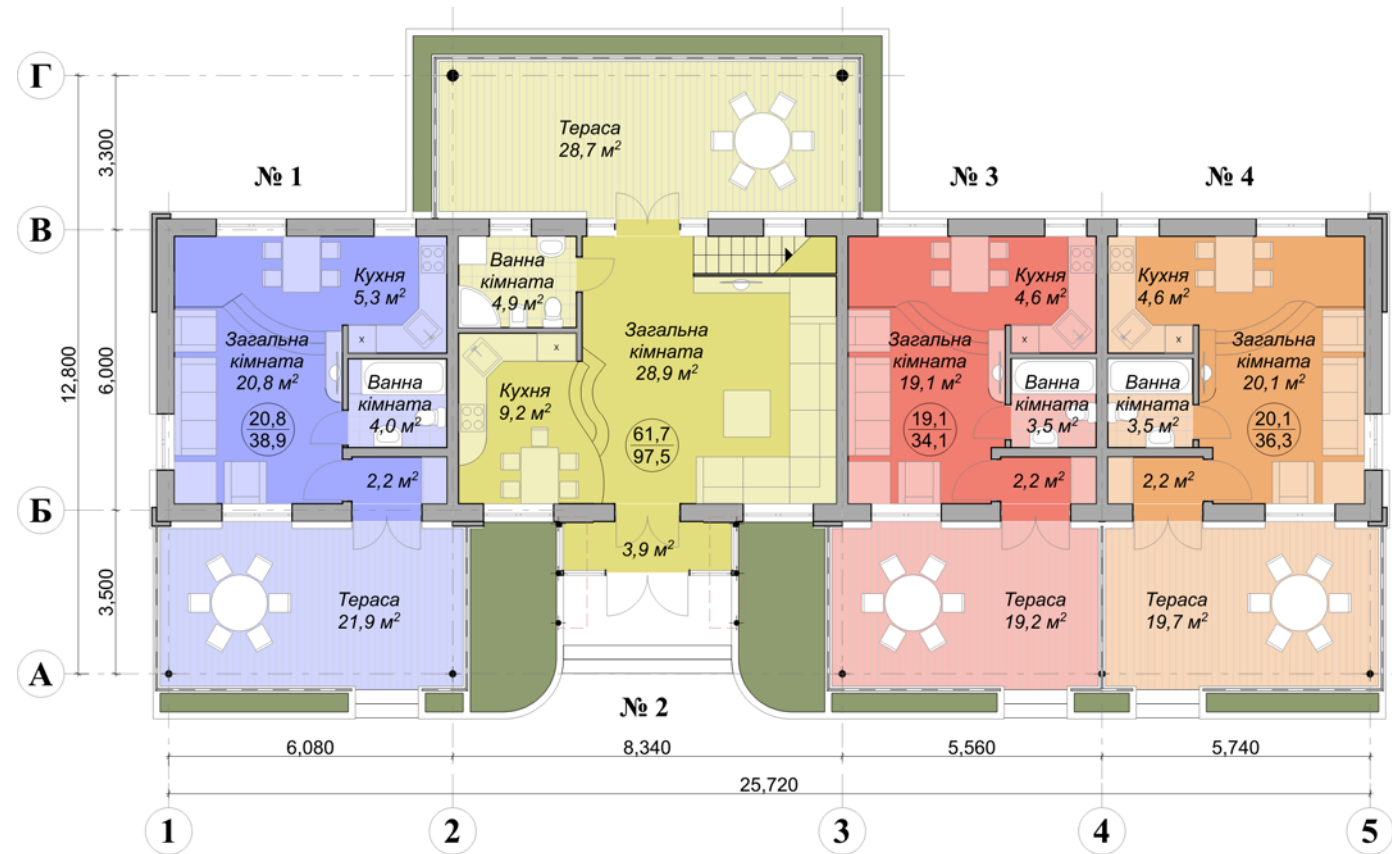 Г
Тераса
28,7 м²
3,300
№ 1
№ 3
№ 4
В
Ванна
кімната
4,9 м²
Кухня
5,3 м²
Кухня
4,6 м²
Кухня
4,6 м²
Загальна
кімната
20,8 м²
20,8
38,9
x
Ванна
кімната
4,0 м²
2,2 м²
x
Кухня
9,2 м²
Загальна
кімната
28,9 м²
61,7
97,5
Загальна
кімната
19,1 м²
19,1
34,1
x
Ванна
кімната
3,5 м²
2,2 м²
x
Ванна
кімната
3,5 м²
2,2 м²
Загальна
кімната
20,1 м²
20,1
36,3
12,800
6,000
Б
3,9 м²
3,500
Тераса
21,9 м²
Тераса
19,2 м²
Тераса
19,7 м²
А
№ 2
6,080
8,340
5,560
5,740
25,720
1
2
3
4
5